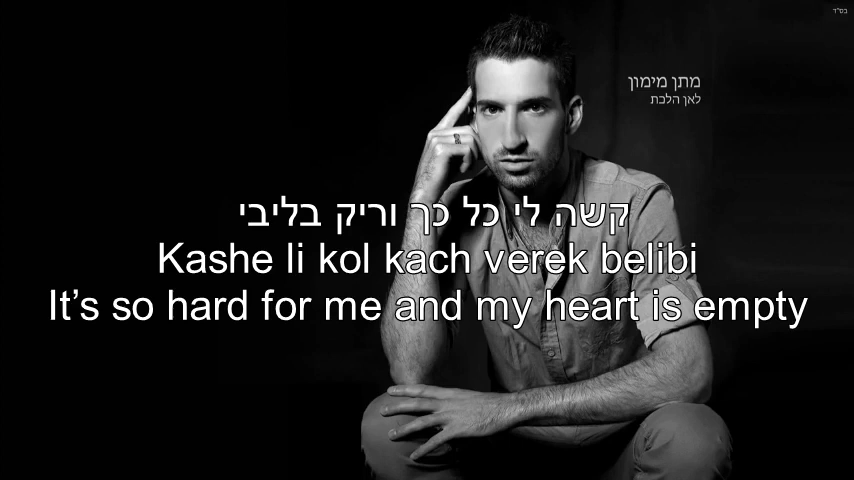 בס"ד
מתן מימון
לאן הלכת
קשה לי כל כך וריק בליבי
Kashe li kol kach verek belibi
It's so hard for me and my heart is empty